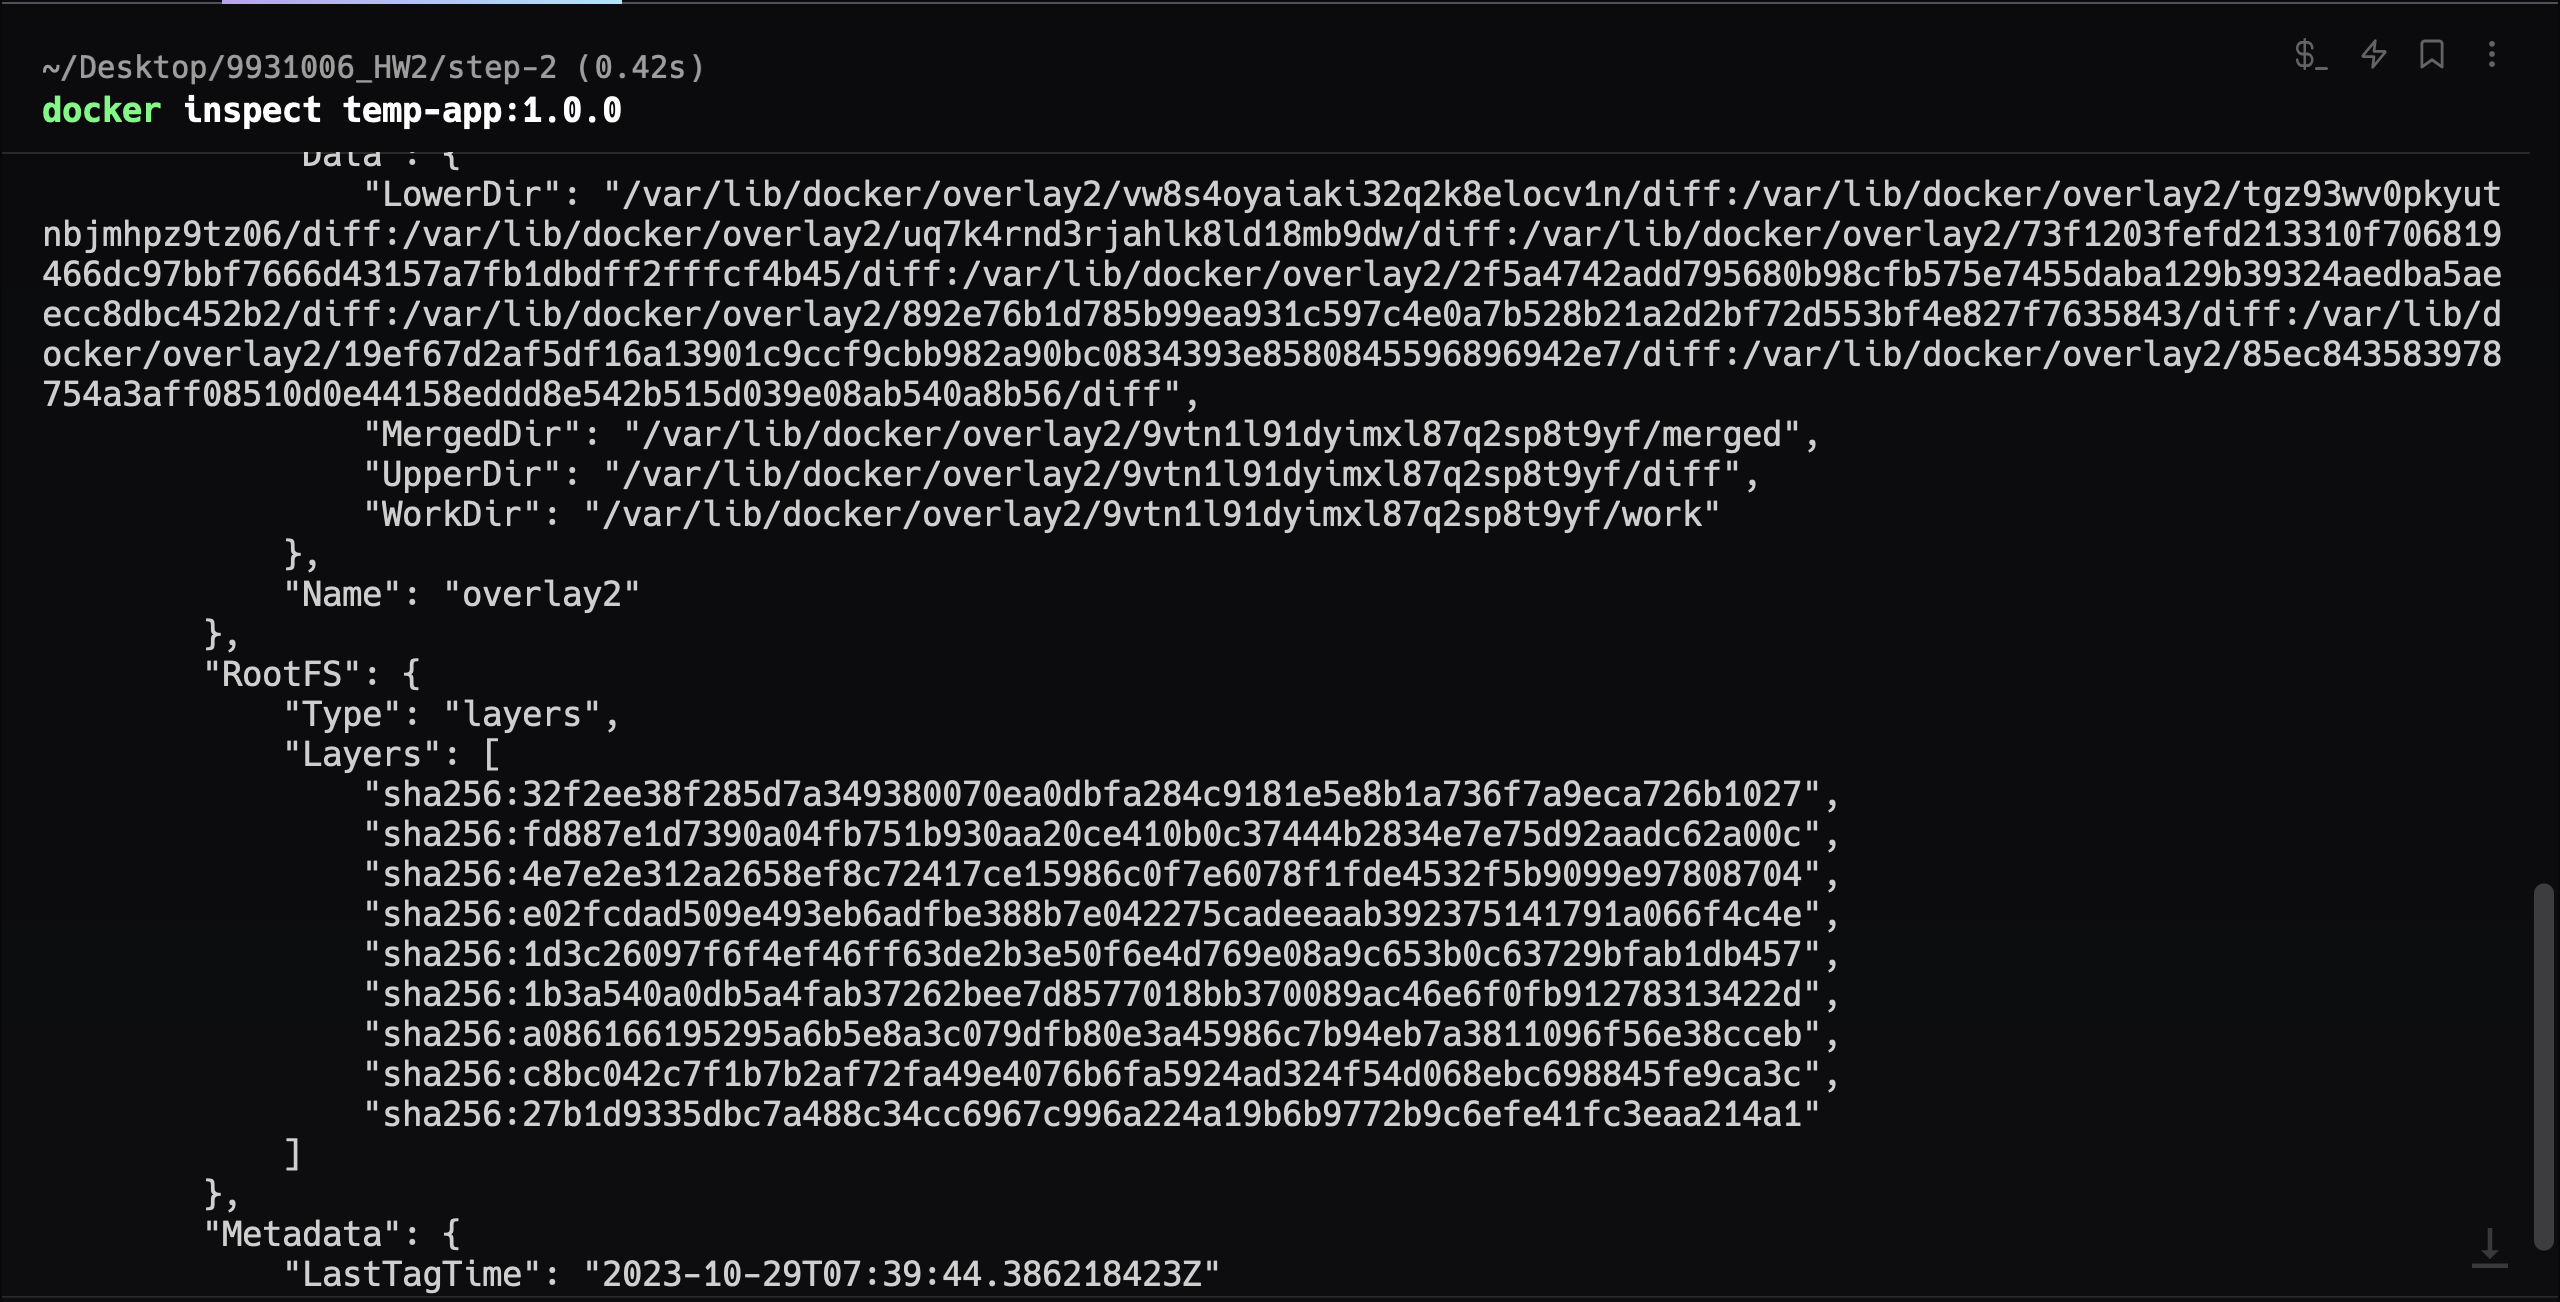 ~/Desktop/9931006_HW2/step-2 (0.42s)
$_
docker inspect temp-app:1.0.0
"Data": {
"LowerDir": "/var/lib/docker/overlay2/vw8s4oyaiaki32q2k8elocv1n/diff:/var/lib/docker/overlay2/tgz93wv0pkyut
nbjmhpz9tz06/diff:/var/lib/docker/overlay2/uq7k4rnd3rjahlk8ld18mb9dw/diff:/var/lib/docker/overlay2/73f1203fefd213310f706819
466dc97bbf7666d43157a7fb1dbdff2fffcf4b45/diff:/var/lib/docker/overlay2/2f5a4742add795680b98cfb575e7455daba129b39324aedba5ae
ecc8dbc452b2/diff:/var/lib/docker/overlay2/892e76b1d785b99ea931c597c4e0a7b528b21a2d2bf72d553bf4e827f7635843/diff:/var/lib/d
ocker/overlay2/19ef67d2af5df16a13901c9ccf9cbb982a90bc0834393e8580845596896942e7/diff:/var/lib/docker/overlay2/85ec843583978
754a3aff08510d0e44158eddd8e542b515d039e08ab540a8b56/diff",
"MergedDir": "/var/lib/docker/overlay2/9vtn1l91dyimxl87q2sp8t9yf/merged",
"UpperDir": "/var/lib/docker/overlay2/9vtn1l91dyimxl87q2sp8t9yf/diff",
"WorkDir": "/var/lib/docker/overlay2/9vtn1l91dyimxl87q2sp8t9yf/work"
},
"Name": "overlay2"
},
"RootFS": {
"Type": "layers",
"Layers": [
"sha256:32f2ee38f285d7a349380070ea0dbfa284c9181e5e8b1a736f7a9eca726b1027",
"sha256:fd887e1d7390a04fb751b930aa20ce410b0c37444b2834e7e75d92aadc62a00c",
"sha256:4e7e2e312a2658ef8c72417ce15986c0f7e6078f1fde4532f5b9099e97808704",
"sha256:e02fcdad509e493eb6adfbe388b7e042275cadeeaab392375141791a066f4c4e",
"sha256:1d3c26097f6f4ef46ff63de2b3e50f6e4d769e08a9c653b0c63729bfab1db457",
"sha256:1b3a540a0db5a4fab37262bee7d8577018bb370089ac46e6f0fb91278313422d",
"sha256:a086166195295a6b5e8a3c079dfb80e3a45986c7b94eb7a3811096f56e38cceb",
"sha256:c8bc042c7f1b7b2af72fa49e4076b6fa5924ad324f54d068ebc698845fe9ca3c",
"sha256:27b1d9335dbc7a488c34cc6967c996a224a19b6b9772b9c6efe41fc3eaa214a1"
]
},
"Metadata": {
"LastTagTime": "2023-10-29T07:39:44.386218423Z"